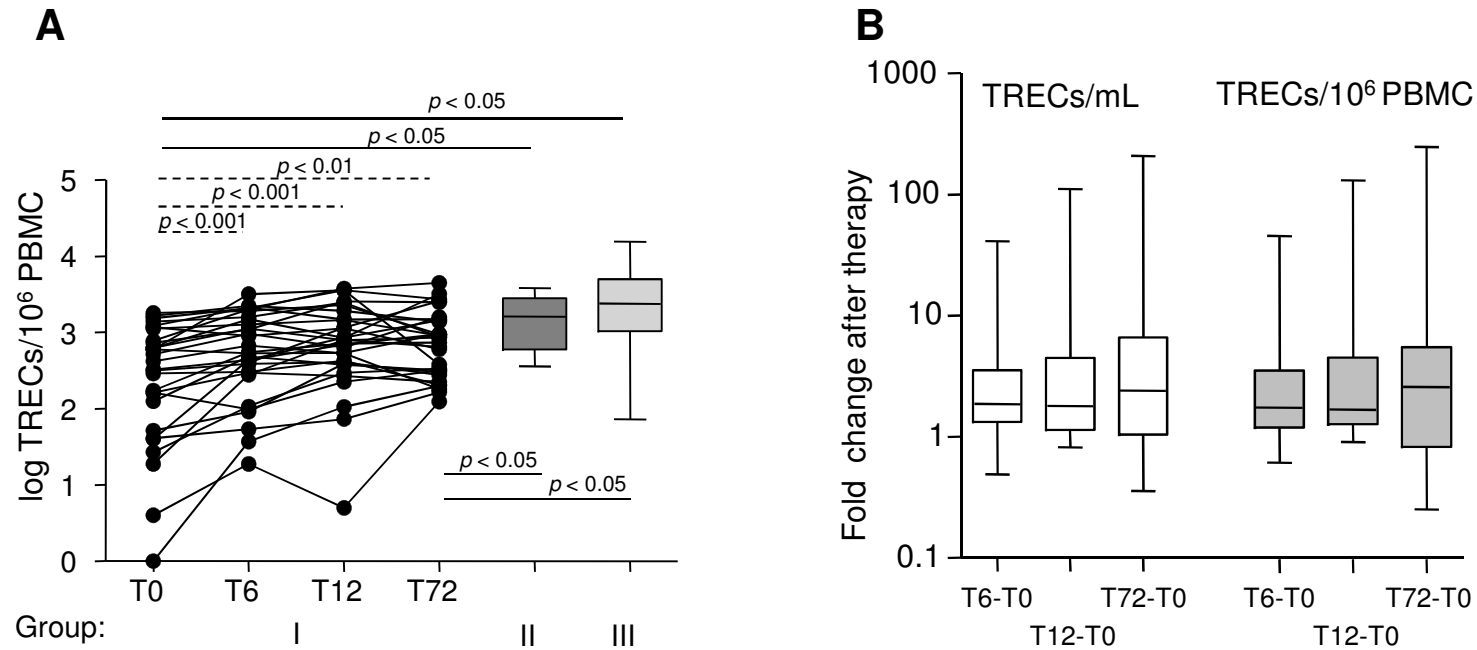 A
p < 0.05
p < 0.05
p < 0.01
p < 0.001
p < 0.001
log TRECs/10⁶ PBMC
5
4
3
2
1
0
p < 0.05
p < 0.05
T0 T6 T12 T72
Group: I II III
B
Fold change after therapy
1000
100
10
1
0.1
TRECs/mL TRECs/10⁶ PBMC
T6-T0 T72-T0 T6-T0 T72-T0
T12-T0 T12-T0